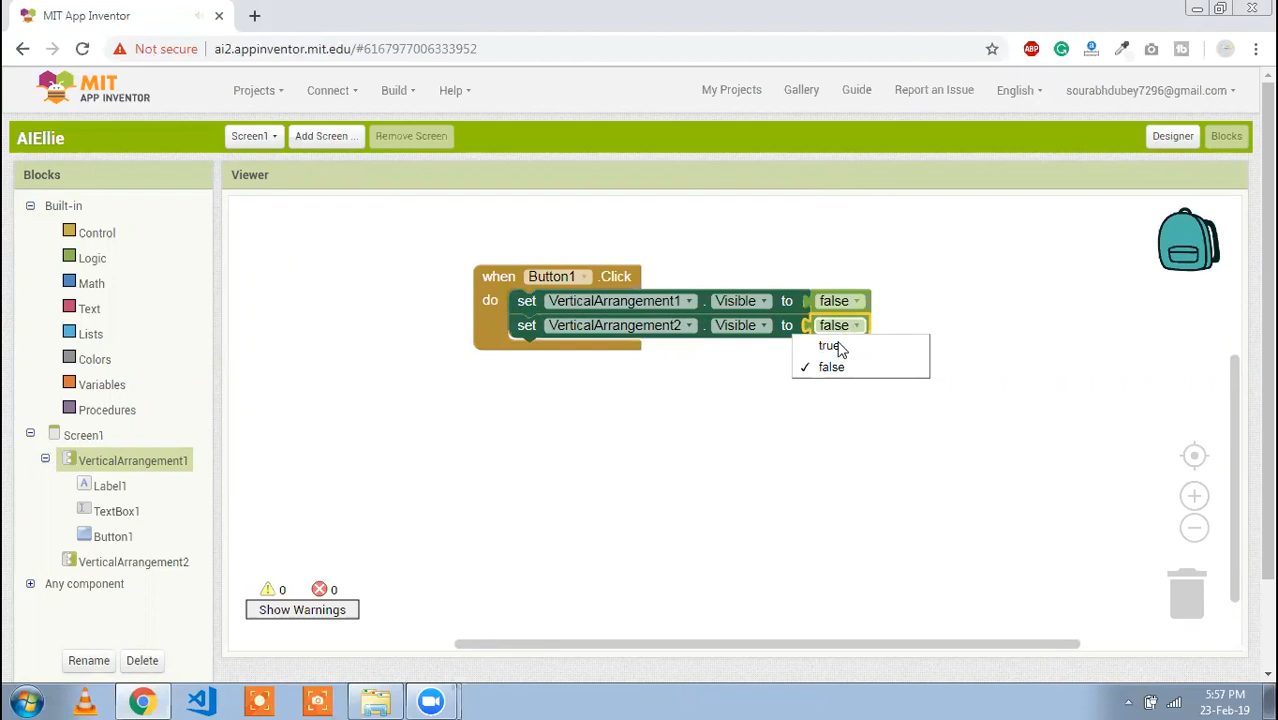 MIT App Inventor
Not secure
ai2.appinventor.mit.edu/#6167977006333952
ABP
MIT
APP INVENTOR
Projects
Connect
Build
Help
My Projects
Gallery
Guide
Report an Issue
English
sourabhdubey7296@gmail.com
AIEllie
Screen1
Add Screen ...
Remove Screen
Designer
Blocks
Blocks
Viewer
Built-in
Control
Logic
Math
Text
Lists
Colors
Variables
Procedures
Screen1
VerticalArrangement1
Label1
TextBox1
Button1
VerticalArrangement2
Any component
Rename
Delete
when Button1 .Click
do set VerticalArrangement1 . Visible to false
set VerticalArrangement2 . Visible to false
true
✓ false
0 0
Show Warnings
5:57 PM
23-Feb-19